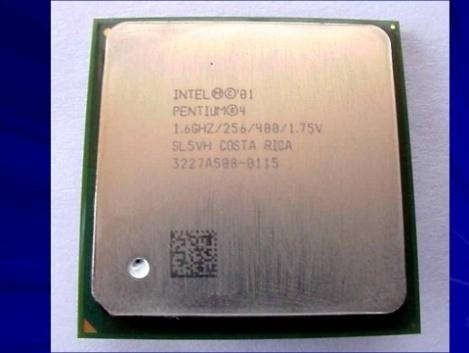 INTEL Ⓜ©'01
PENTIUM®4
1.6GHZ/256/400/1.75V
SL5VH COSTA RICA
3227A508-0115